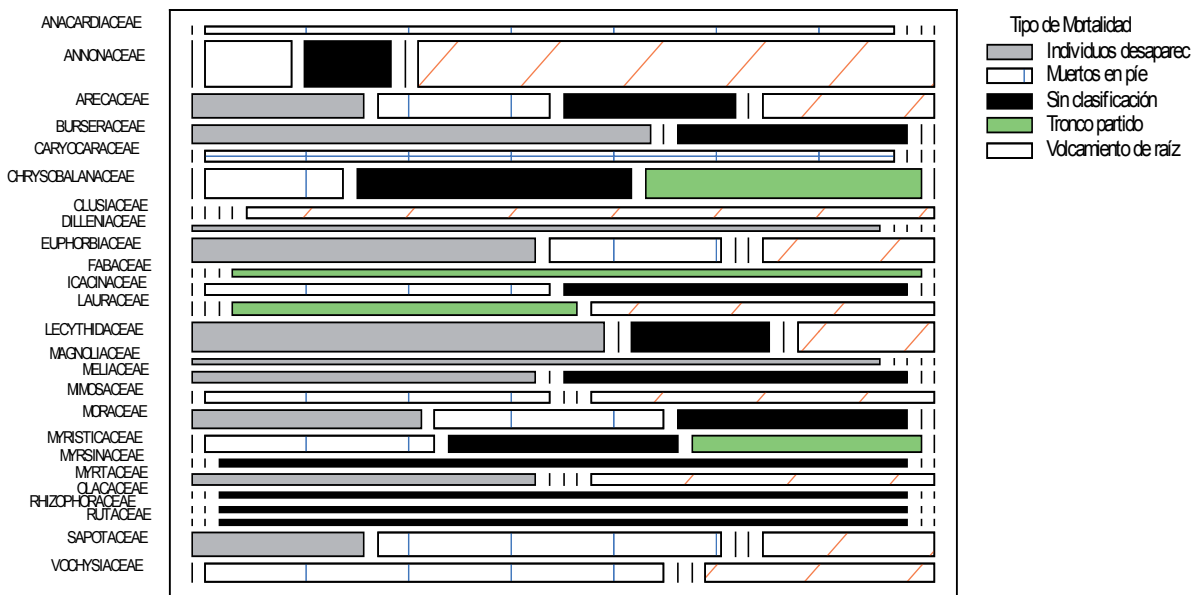 ANACARDIACEAE
ANNONACEAE
ARECACEAE
BURSERACEAE
CARYOCARACEAE
CHRYSOBALANACEAE
CLUSIACEAE
DILLENIACEAE
EUPHORBIACEAE
FABACEAE
ICACINACEAE
LAURACEAE
LECYTHIDACEAE
MAGNOLIACEAE
MELIACEAE
MIMOSACEAE
MORACEAE
MYRISTICACEAE
MYRSINACEAE
MYRTACEAE
OLACACEAE
RHIZOPHORACEAE
RUTACEAE
SAPOTACEAE
VOCHYSIACEAE
Tipo de Mortalidad
Individuos desaparec
Muertos en píe
Sin clasificación
Tronco partido
Volcamiento de raíz